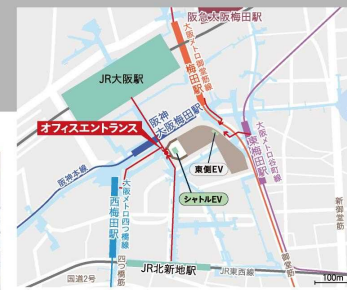 阪急大阪梅田駅
大阪メトロ御堂筋線
梅田駅
JR大阪駅
オフィスエントランス
阪神
大阪梅田駅
東梅田駅
大阪メトロ谷町線
東側EV
シャトルEV
阪神本線
西梅田駅
大阪メトロ四つ橋線
四つ橋筋
新御堂筋
御堂筋
JR北新地駅
JR東西線
国道2号
100m